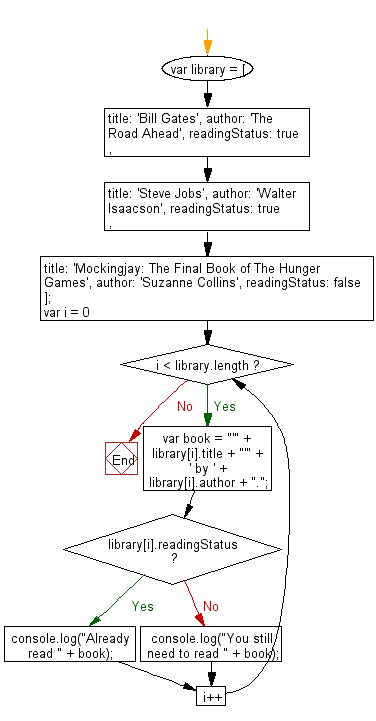 var library = [
title: 'Bill Gates', author: 'The
Road Ahead', readingStatus: true
,
title: 'Steve Jobs', author: 'Walter
Isaacson', readingStatus: true
,
title: 'Mockingjay: The Final Book of The Hunger
Games', author: 'Suzanne Collins', readingStatus: false
];
var i = 0
i < library.length ?
No
Yes
End
var book = "'" +
library[i].title + "'" +
' by ' +
library[i].author + ".";
library[i].readingStatus
?
Yes
No
console.log("Already
read " + book);
console.log("You still
need to read " + book);
i++